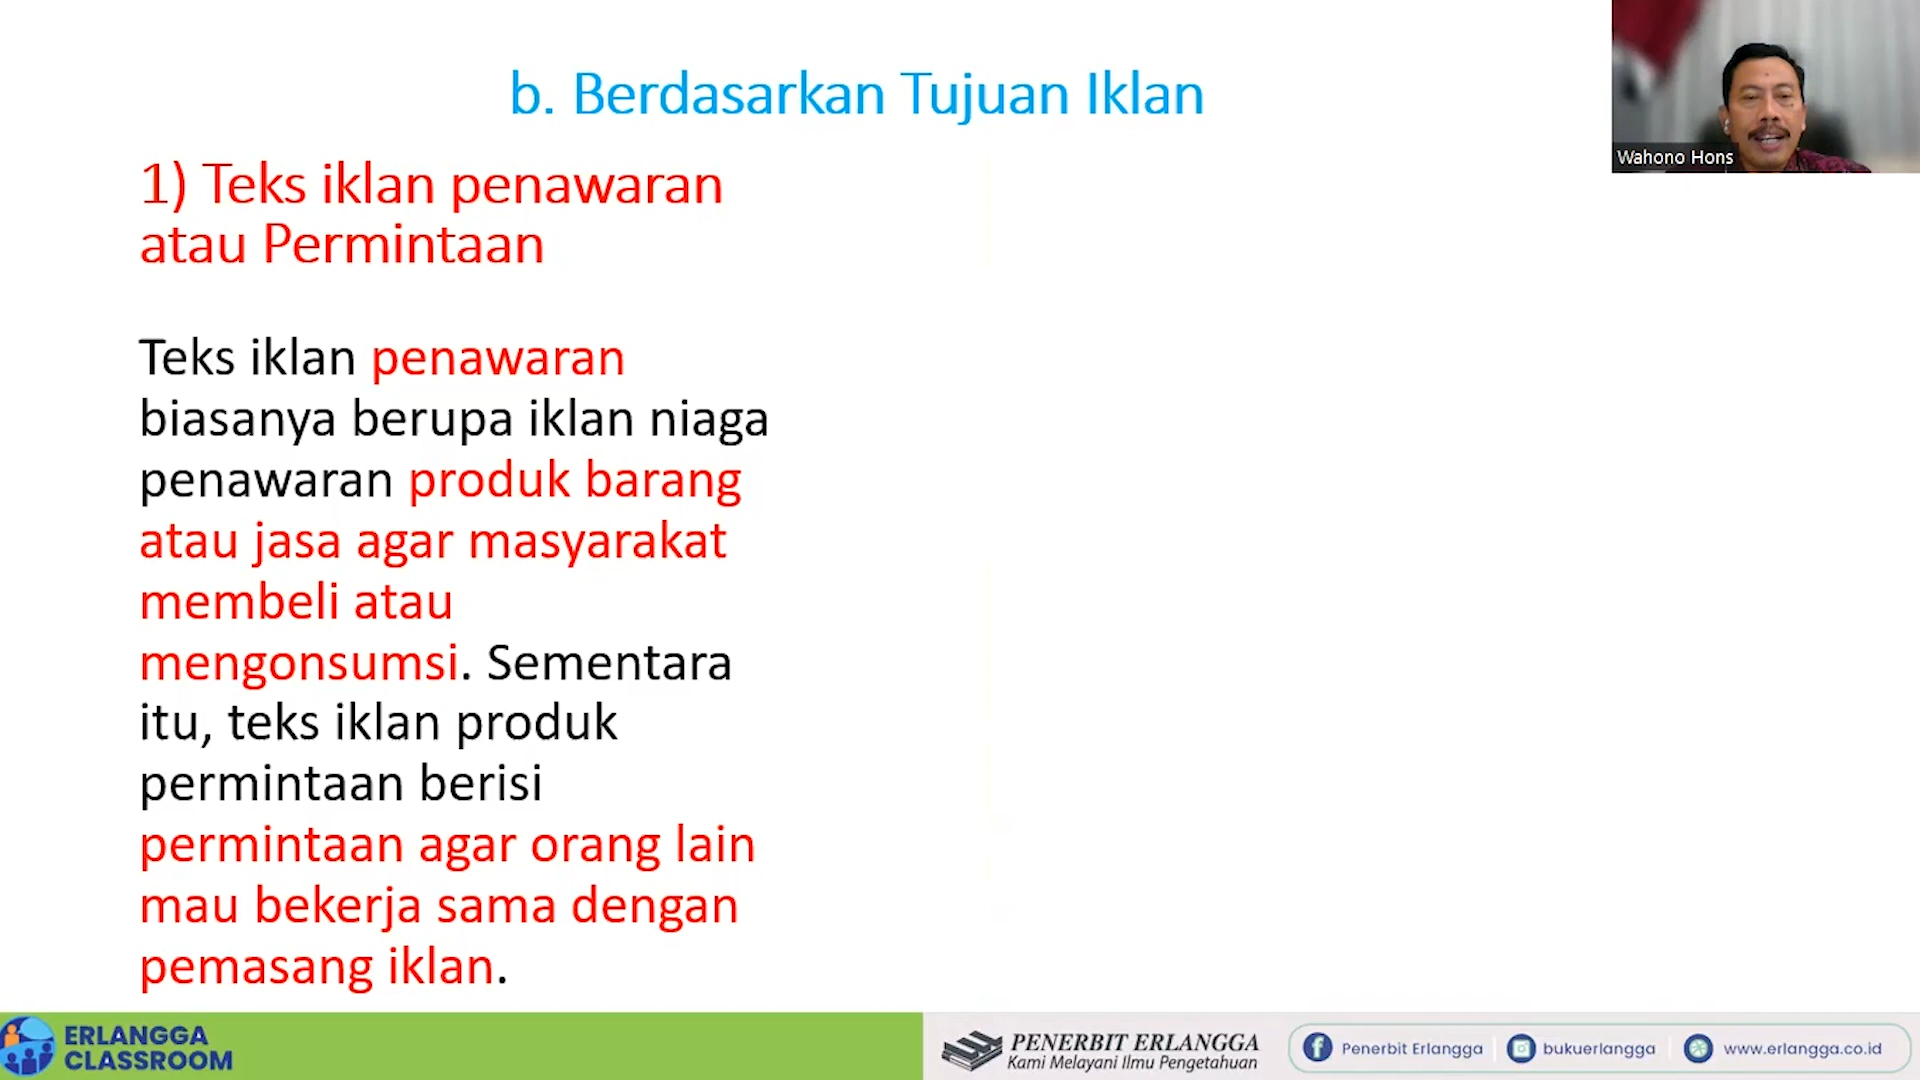 b. Berdasarkan Tujuan Iklan
Wahono Hons
1) Teks iklan penawaran
atau Permintaan
Teks iklan penawaran
biasanya berupa iklan niaga
penawaran produk barang
atau jasa agar masyarakat
membeli atau
mengonsumsi. Sementara
itu, teks iklan produk
permintaan berisi
permintaan agar orang lain
mau bekerja sama dengan
pemasang iklan.
ERLANGGA
CLASSROOM
PENERBIT ERLANGGA
Kami Melayani Ilmu Pengetahuan
Penerbit Erlangga
bukuerlangga
www.erlangga.co.id